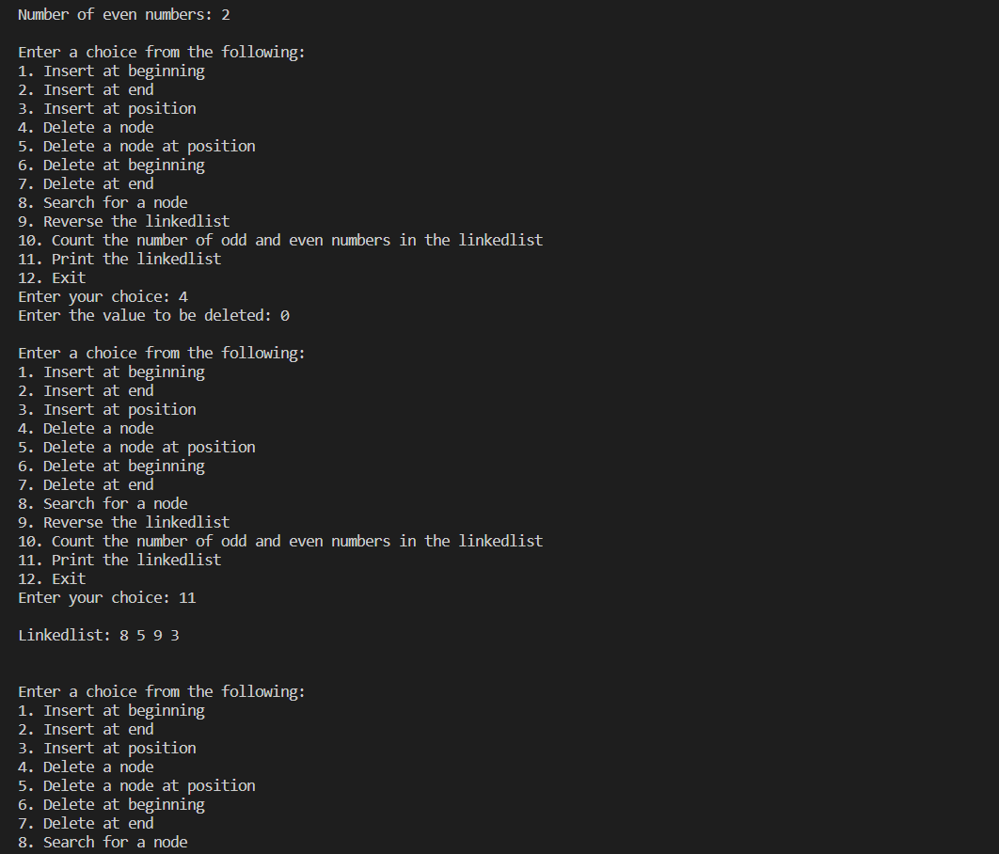 Number of even numbers: 2
Enter a choice from the following:
1. Insert at beginning
2. Insert at end
3. Insert at position
4. Delete a node
5. Delete a node at position
6. Delete at beginning
7. Delete at end
8. Search for a node
9. Reverse the linkedlist
10. Count the number of odd and even numbers in the linkedlist
11. Print the linkedlist
12. Exit
Enter your choice: 4
Enter the value to be deleted: 0
Enter a choice from the following:
1. Insert at beginning
2. Insert at end
3. Insert at position
4. Delete a node
5. Delete a node at position
6. Delete at beginning
7. Delete at end
8. Search for a node
9. Reverse the linkedlist
10. Count the number of odd and even numbers in the linkedlist
11. Print the linkedlist
12. Exit
Enter your choice: 11
Linkedlist: 8 5 9 3
Enter a choice from the following:
1. Insert at beginning
2. Insert at end
3. Insert at position
4. Delete a node
5. Delete a node at position
6. Delete at beginning
7. Delete at end
8. Search for a node